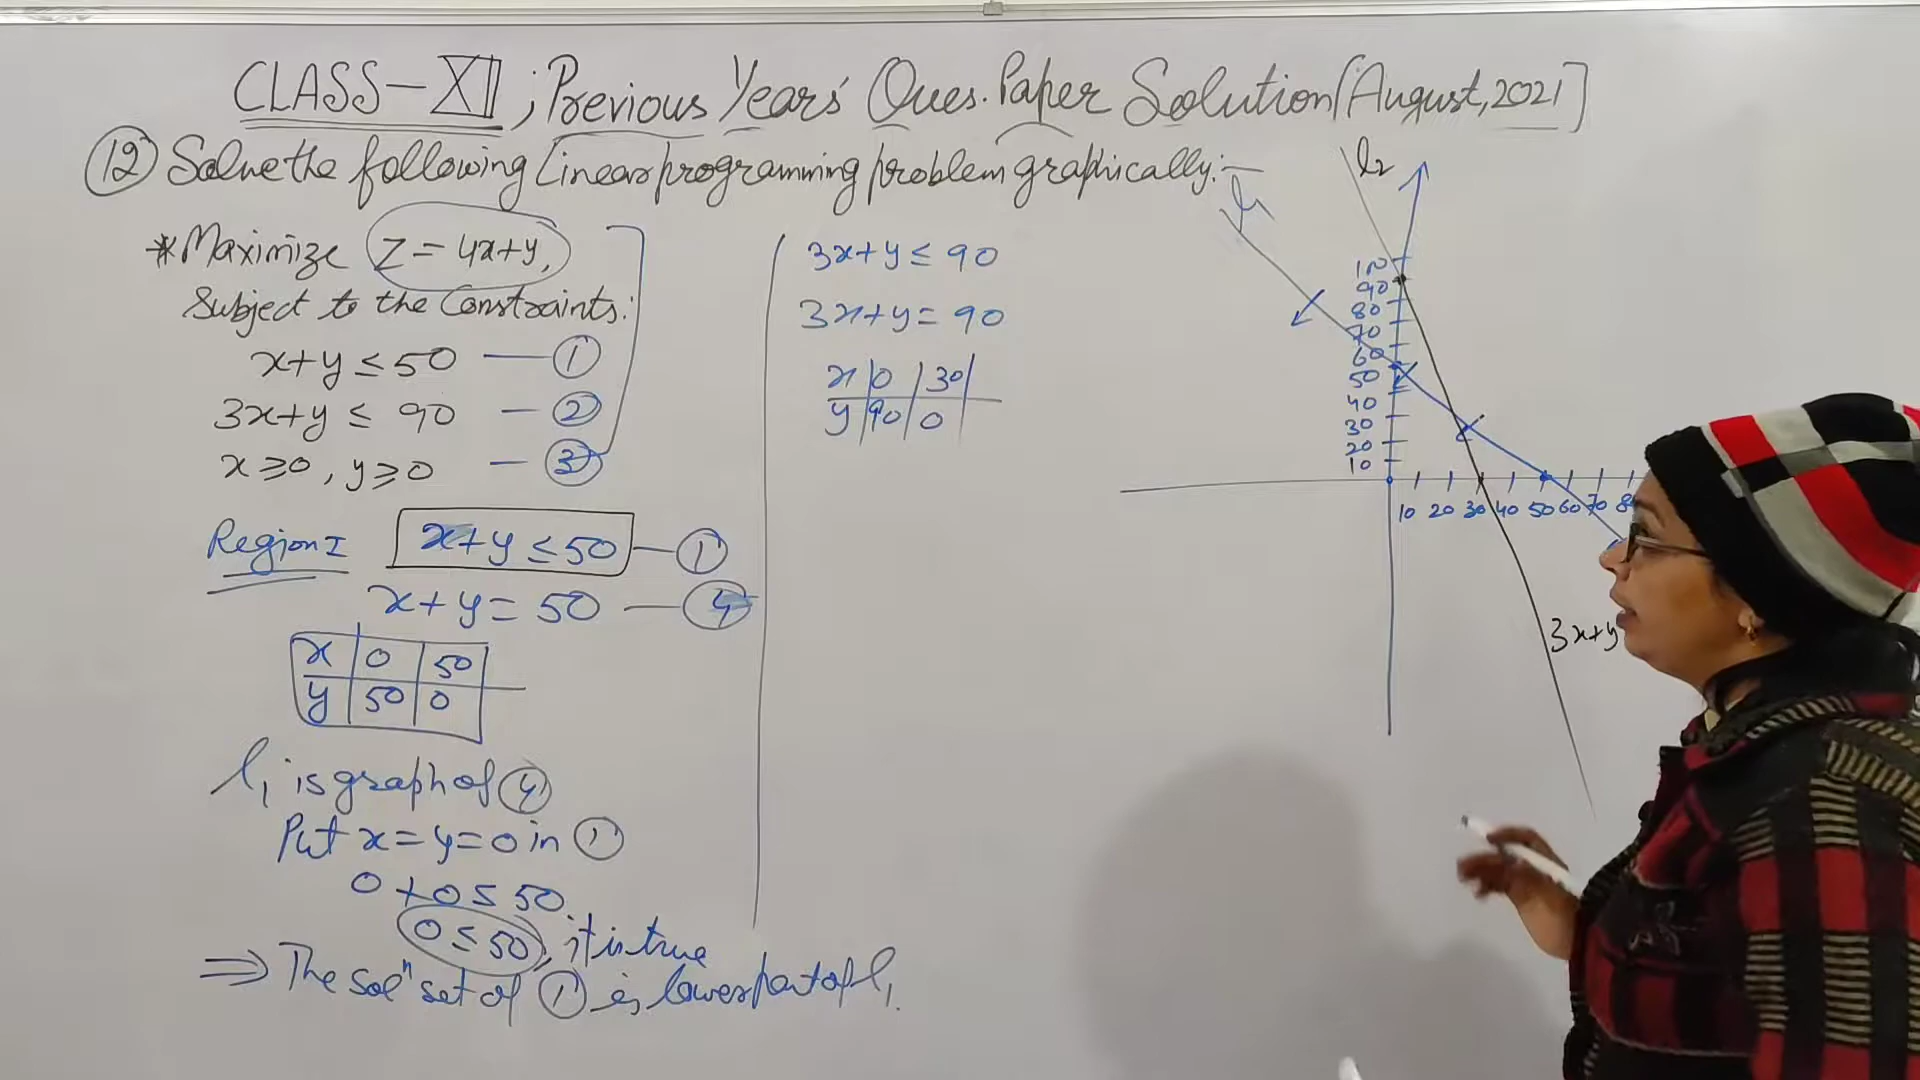 CLASS-XII ; Previous Years' Ques. Paper Solution [August, 2021]
12 Solve the following Linear programming problem graphically:-
*Maximize Z = 4x+y,
Subject to the Constraints:
x+y ≤ 50 — 1
3x+y ≤ 90 — 2
x ≥ 0, y ≥ 0 — 3
Region I x+y ≤ 50 — 1
x+y = 50 — 4
x 0 50
y 50 0
l₁ is graph of 4
Put x = y = 0 in 1
0 + 0 ≤ 50
0 ≤ 50, it is true
⇒ The solⁿ set of 1 is lower part of l₁.
3x+y ≤ 90
3x+y = 90
x 0 30
y 90 0
l₁
l₂
90
80
70
60
50
40
30
20
10
10 20 30 40 50 60 70
3x+y